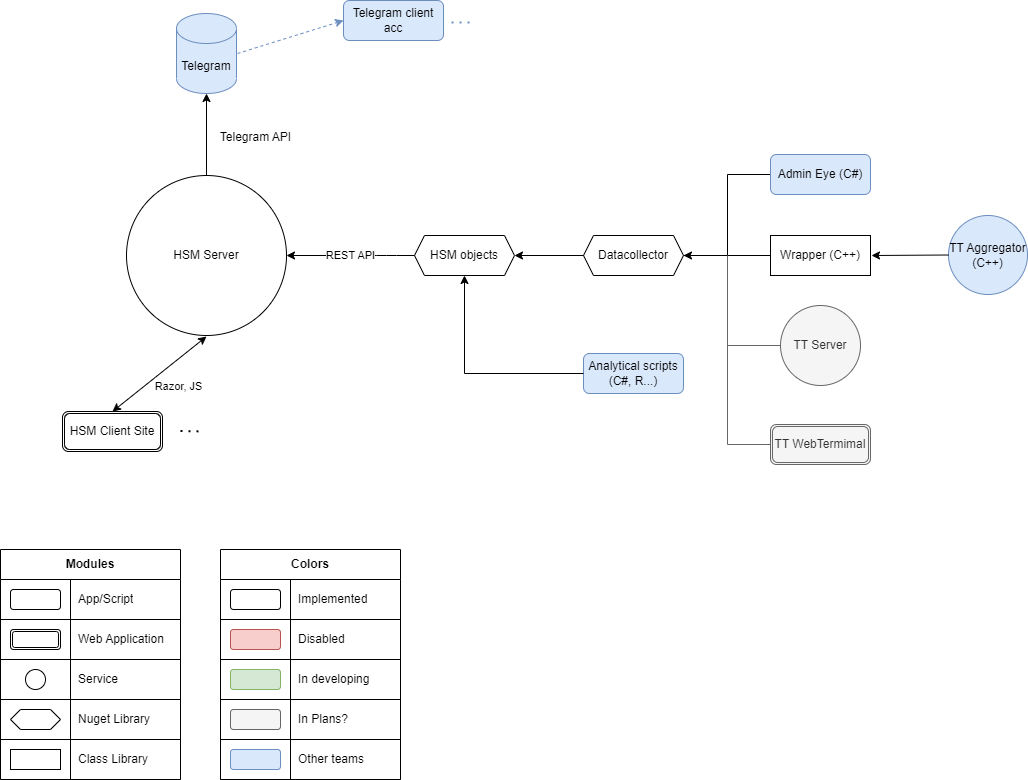 Telegram client
acc
...
Telegram
Telegram API
Admin Eye (C#)
HSM Server
REST API
HSM objects
Datacollector
Wrapper (C++)
TT Aggregator
(C++)
TT Server
Analytical scripts
(C#, R...)
Razor, JS
HSM Client Site
...
TT WebTermimal
Modules
App/Script
Web Application
Service
Nuget Library
Class Library
Colors
Implemented
Disabled
In developing
In Plans?
Other teams